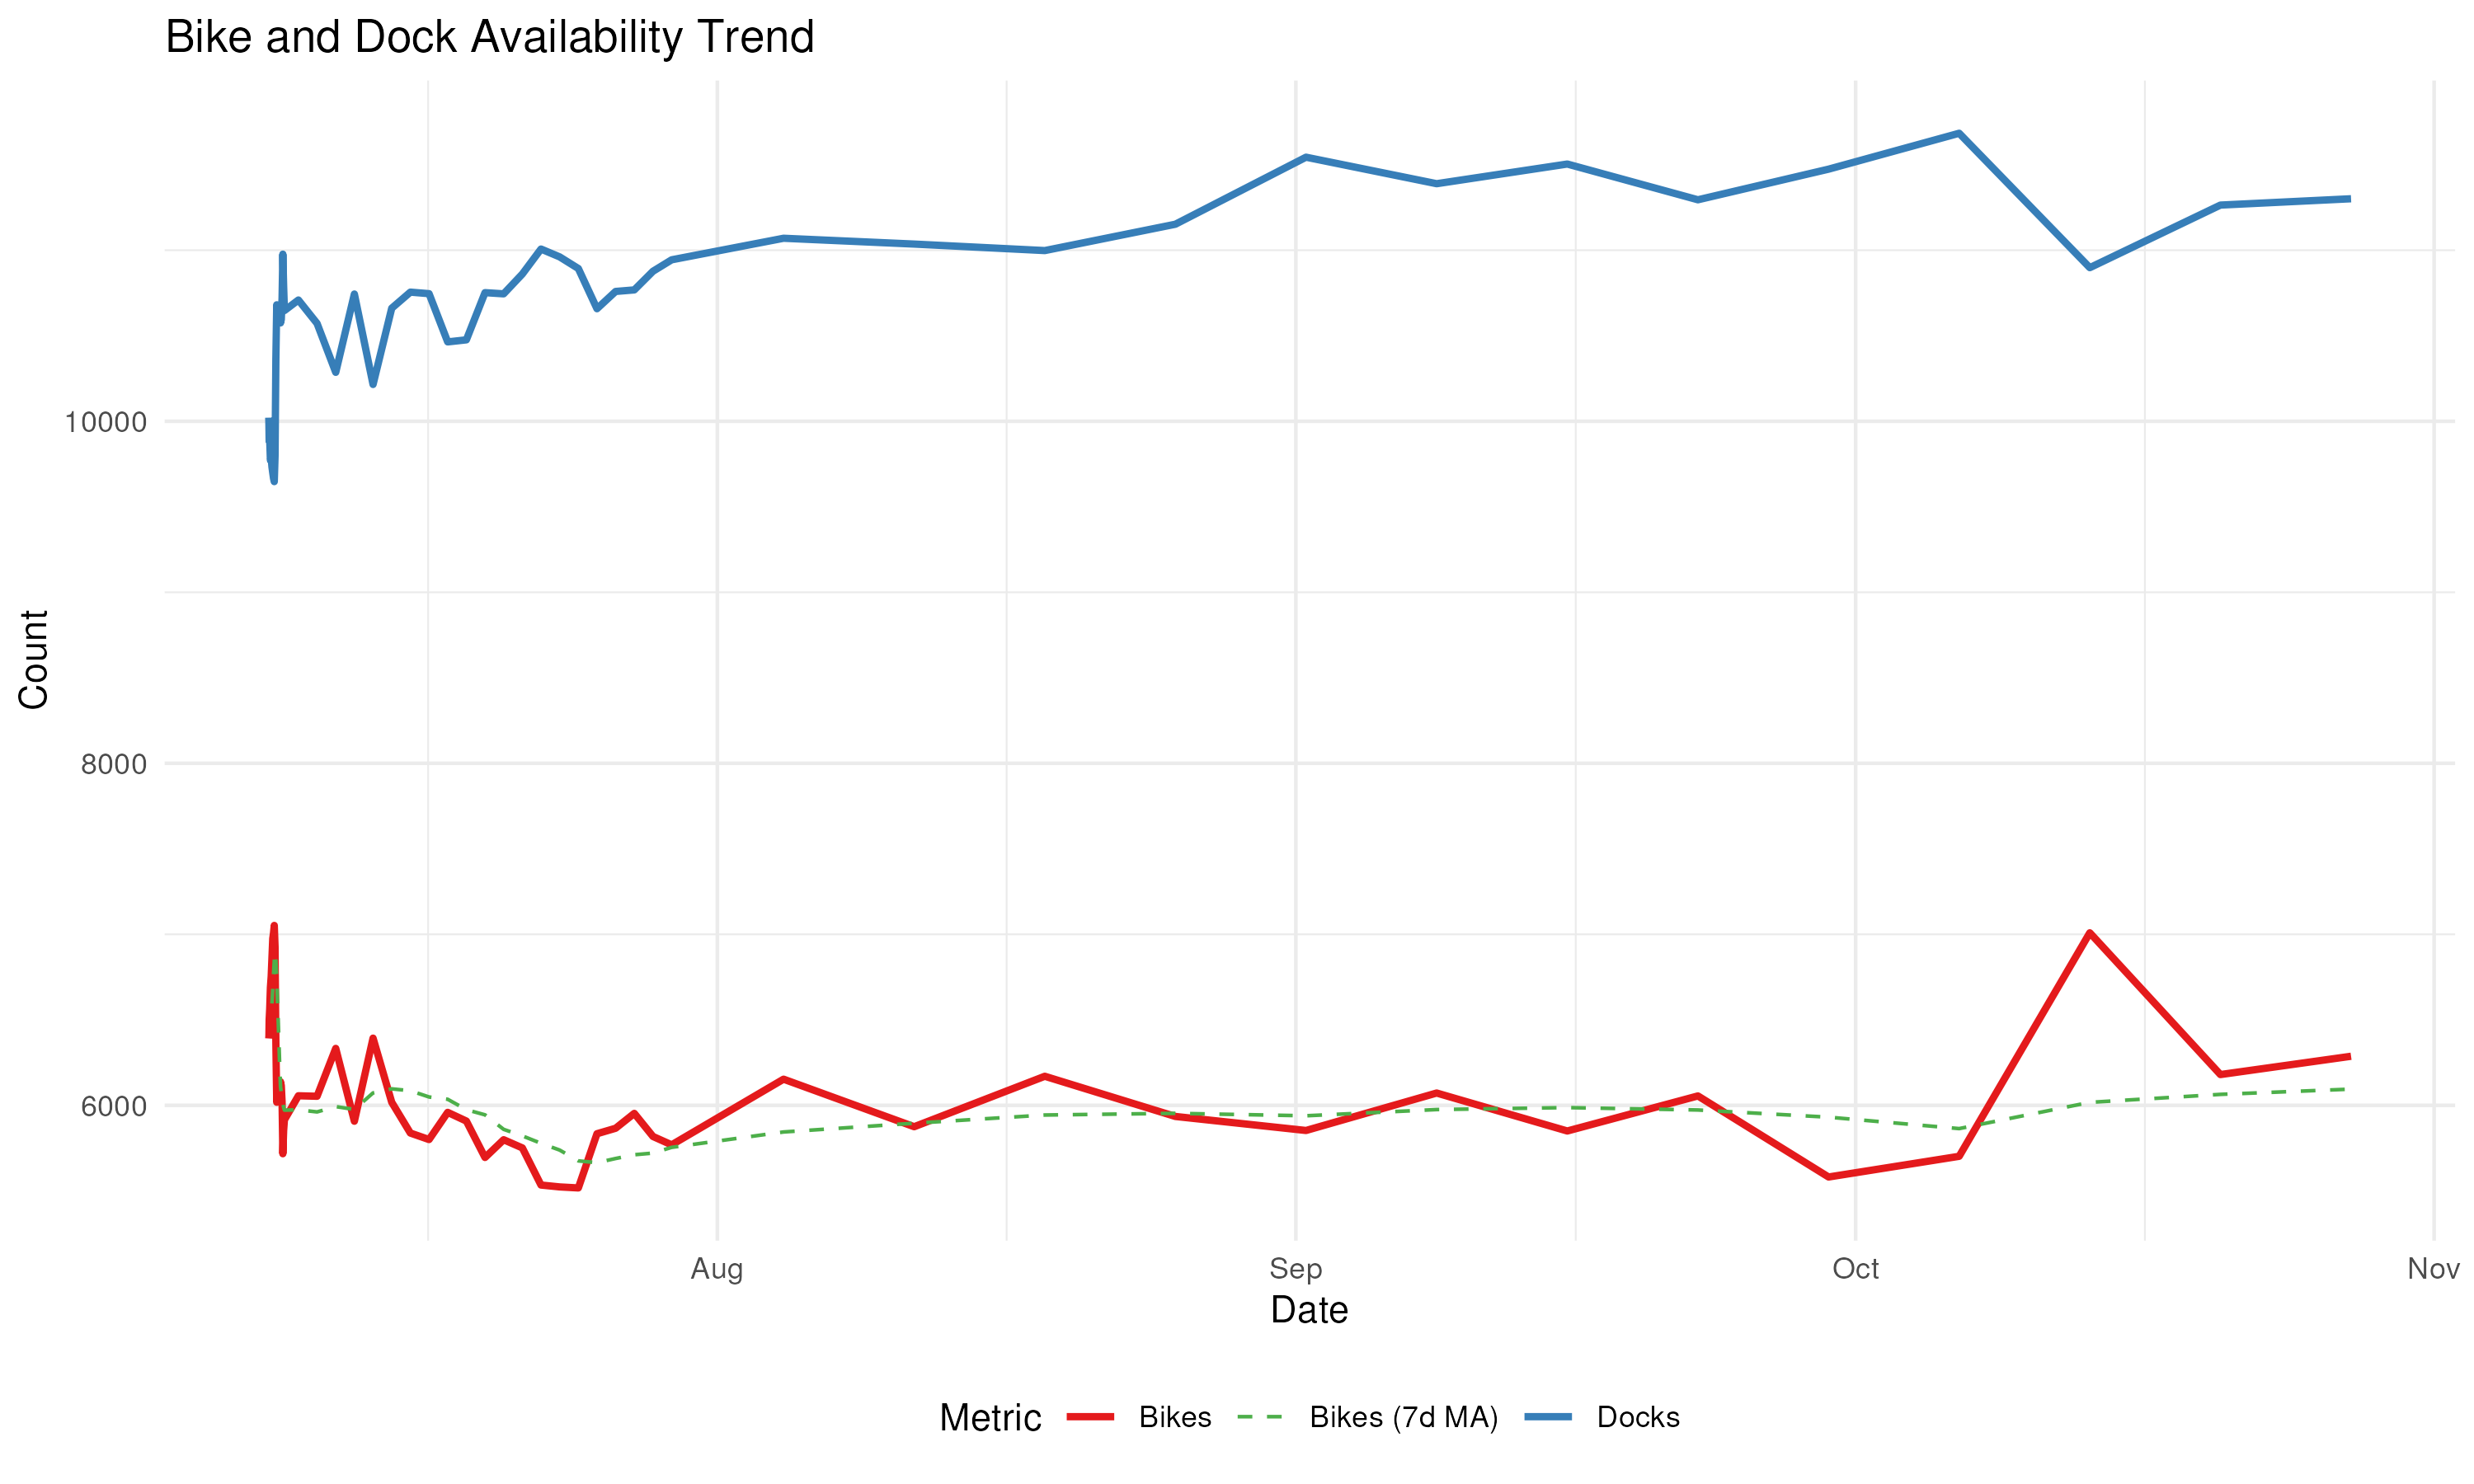 Bike and Dock Availability Trend
Count
10000
8000
6000
Aug Sep Oct Nov
Date
Metric Bikes Bikes (7d MA) Docks